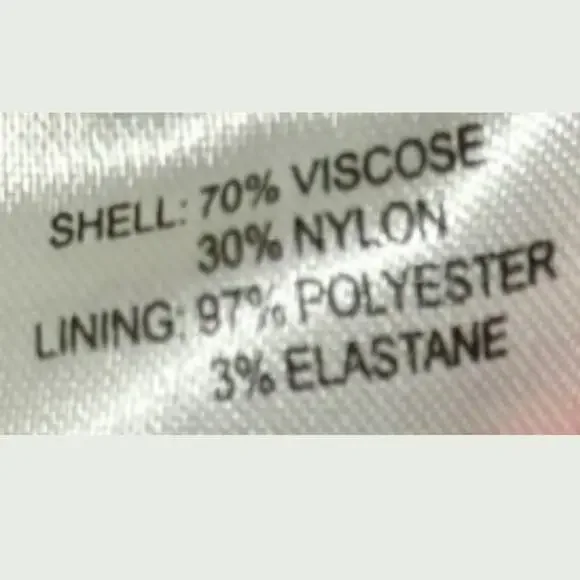 SHELL: 70% VISCOSE
30% NYLON
LINING: 97% POLYESTER
3% ELASTANE